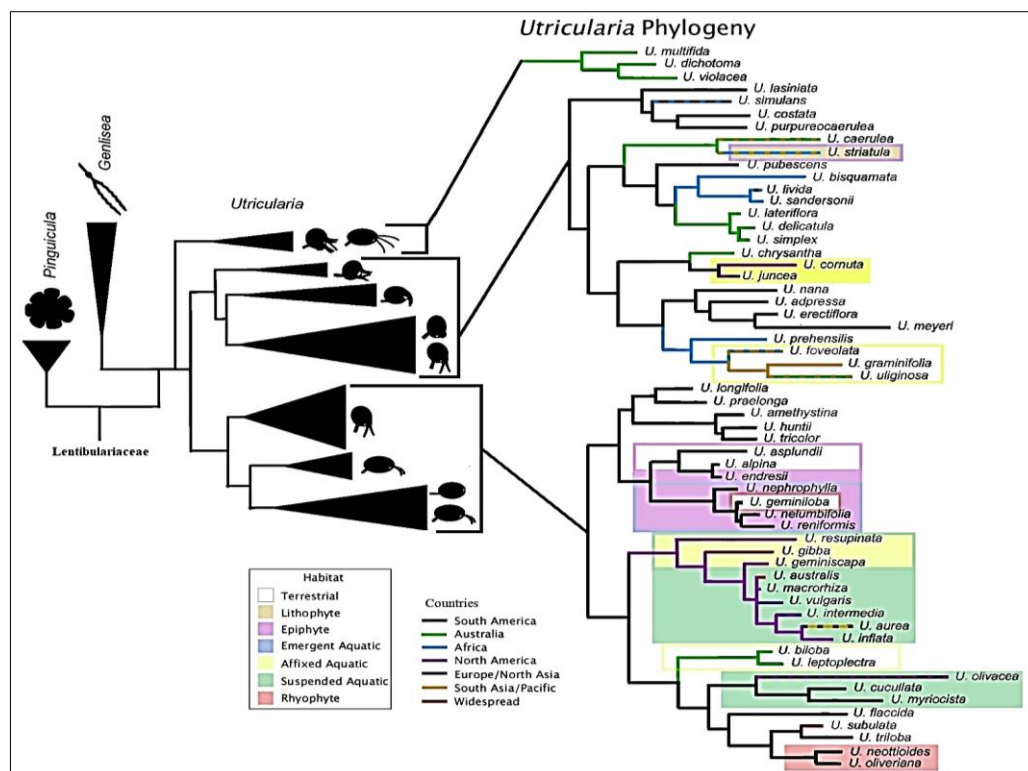 Utricularia Phylogeny
Genlisea
Pinguicula
Utricularia
Lentibulariaceae
U. multifida
U. dichotoma
U. violacea
U. lasiniata
U. simulans
U. costata
U. purpureocaerulea
U. caerulea
U. striatula
U. pubescens
U. bisquamata
U. livida
U. sandersonii
U. lateriflora
U. delicatula
U. simplex
U. chrysantha
U. cornuta
U. juncea
U. nana
U. adpressa
U. erectiflora
U. meyeri
U. prehensilis
U. foveolata
U. graminifolia
U. uliginosa
U. longifolia
U. praelonga
U. amethystina
U. huntii
U. tricolor
U. asplundii
U. alpina
U. endresii
U. nephrophylla
U. geminiloba
U. nelumbifolia
U. reniformis
U. resupinata
U. gibba
U. geminiscapa
U. australis
U. macrorhiza
U. vulgaris
U. intermedia
U. aurea
U. inflata
U. biloba
U. leptoplectra
U. olivacea
U. cucullata
U. myriocista
U. flaccida
U. subulata
U. triloba
U. neottioides
U. oliveriana
Habitat
Terrestrial
Lithophyte
Epiphyte
Emergent Aquatic
Affixed Aquatic
Suspended Aquatic
Rhyophyte
Countries
South America
Australia
Africa
North America
Europe/North Asia
South Asia/Pacific
Widespread